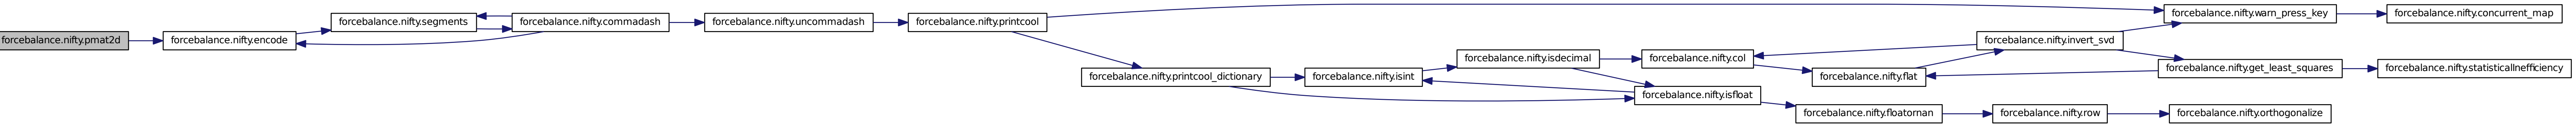 forcebalance.nifty.pmat2d
forcebalance.nifty.encode
forcebalance.nifty.segments
forcebalance.nifty.commadash
forcebalance.nifty.uncommadash
forcebalance.nifty.printcool
forcebalance.nifty.printcool_dictionary
forcebalance.nifty.isint
forcebalance.nifty.isdecimal
forcebalance.nifty.isfloat
forcebalance.nifty.col
forcebalance.nifty.floatornan
forcebalance.nifty.flat
forcebalance.nifty.invert_svd
forcebalance.nifty.row
forcebalance.nifty.warn_press_key
forcebalance.nifty.get_least_squares
forcebalance.nifty.orthogonalize
forcebalance.nifty.concurrent_map
forcebalance.nifty.statisticalInefficiency